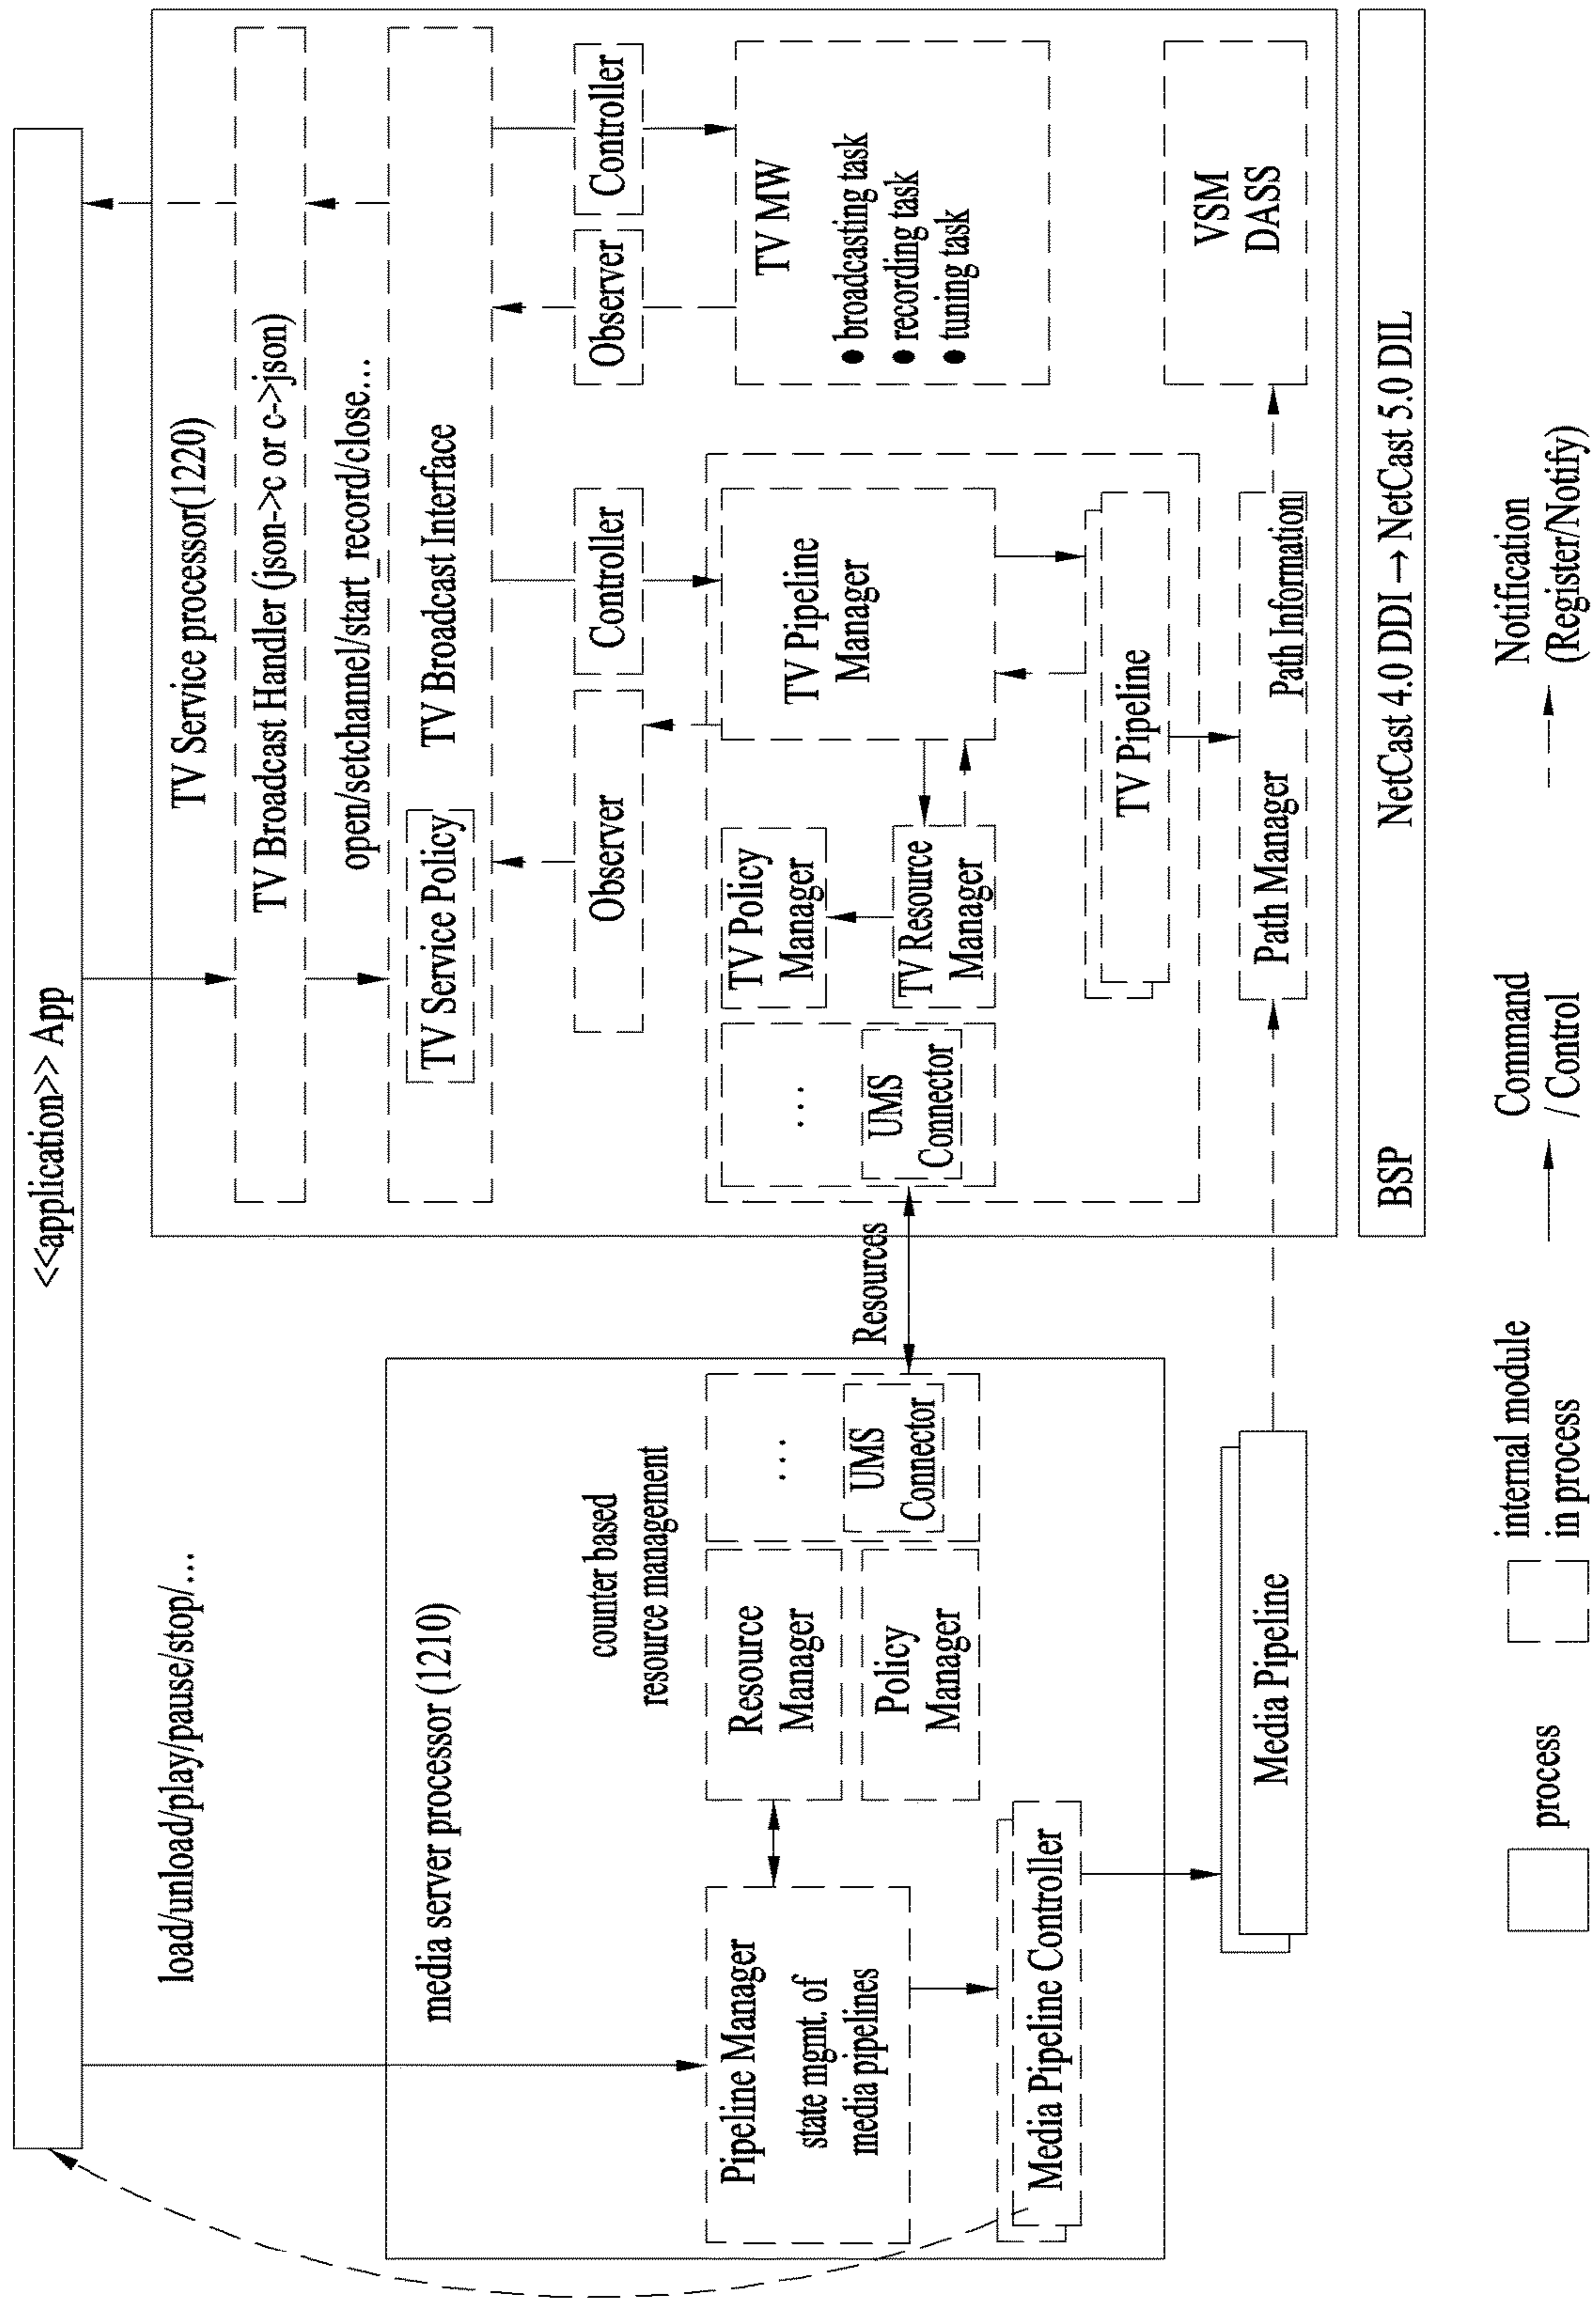 <<application>> App
load/unload/play/pause/stop/…
media server processor (1210)
counter based
resource management
Pipeline Manager
state mgmt. of
media pipelines
Resource
Manager
Policy
Manager
…
UMS
Connector
Media Pipeline Controller
Media Pipeline
Resources
TV Service processor(1220)
TV Broadcast Handler (json->c or c->json)
open/setchannel/start_record/close…
TV Service Policy
TV Broadcast Interface
Observer
Controller
Observer
Controller
…
UMS
Connector
TV Policy
Manager
TV Resource
Manager
TV Pipeline
Manager
TV Pipeline
TV MW
● broadcasting task
● recording task
● tuning task
Path Manager
Path Information
VSM
DASS
BSP
NetCast 4.0 DDI → NetCast 5.0 DIL
process
internal module
in process
Command
/ Control
Notification
(Register/Notify)